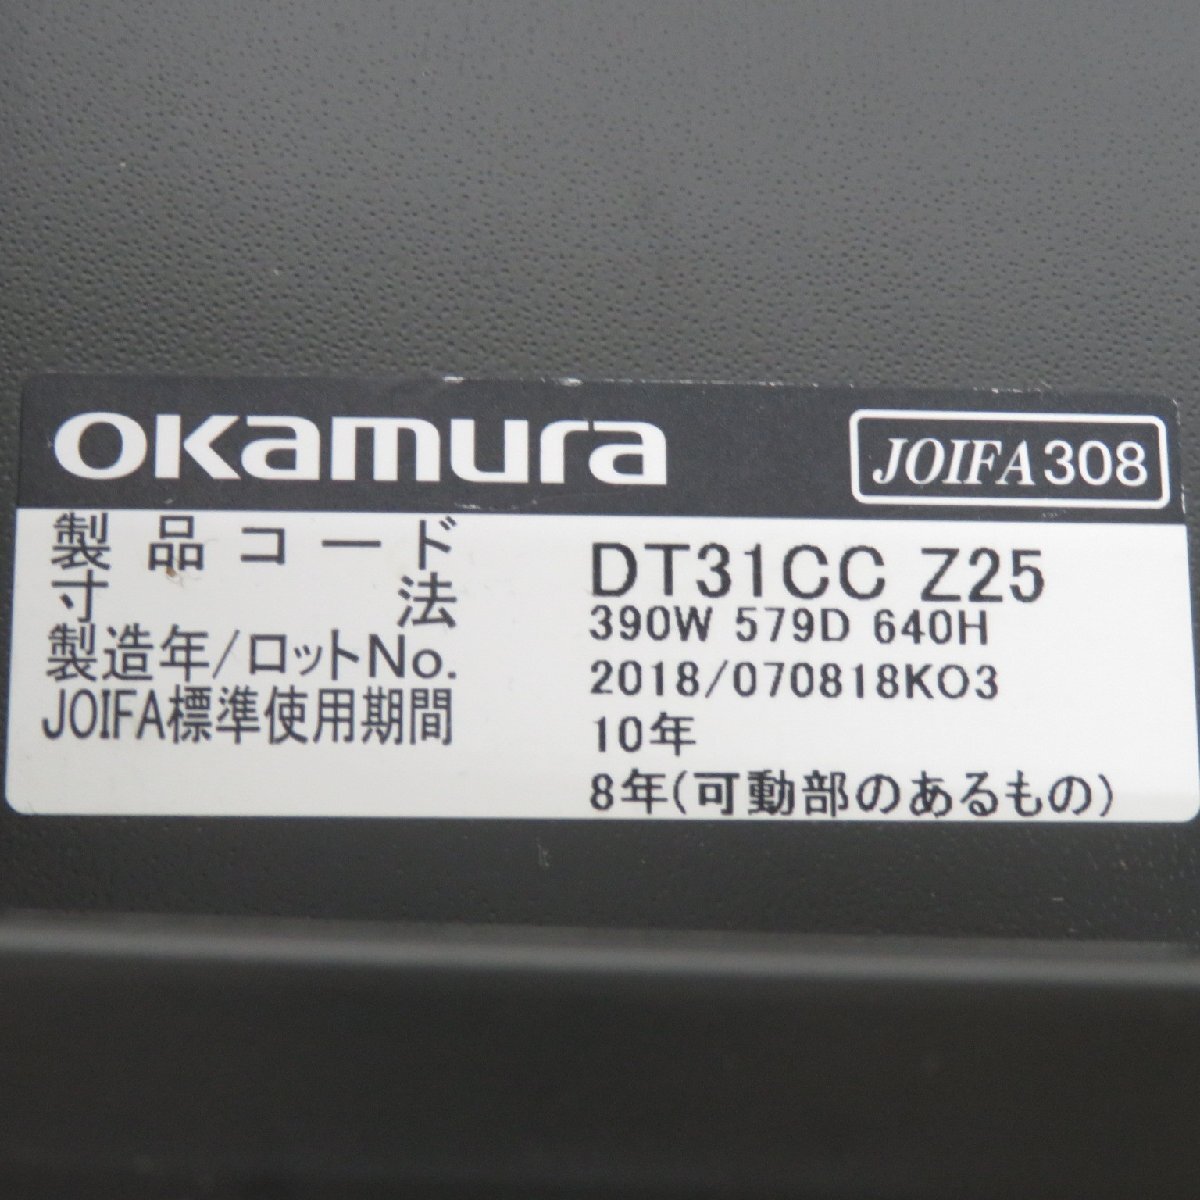 okamura JOIFA308
製品コード DT31CC Z25
寸法 390W 579D 640H
製造年/ロットNo. 2018/070818KO3
JOIFA標準使用期間 10年
8年(可動部のあるもの)